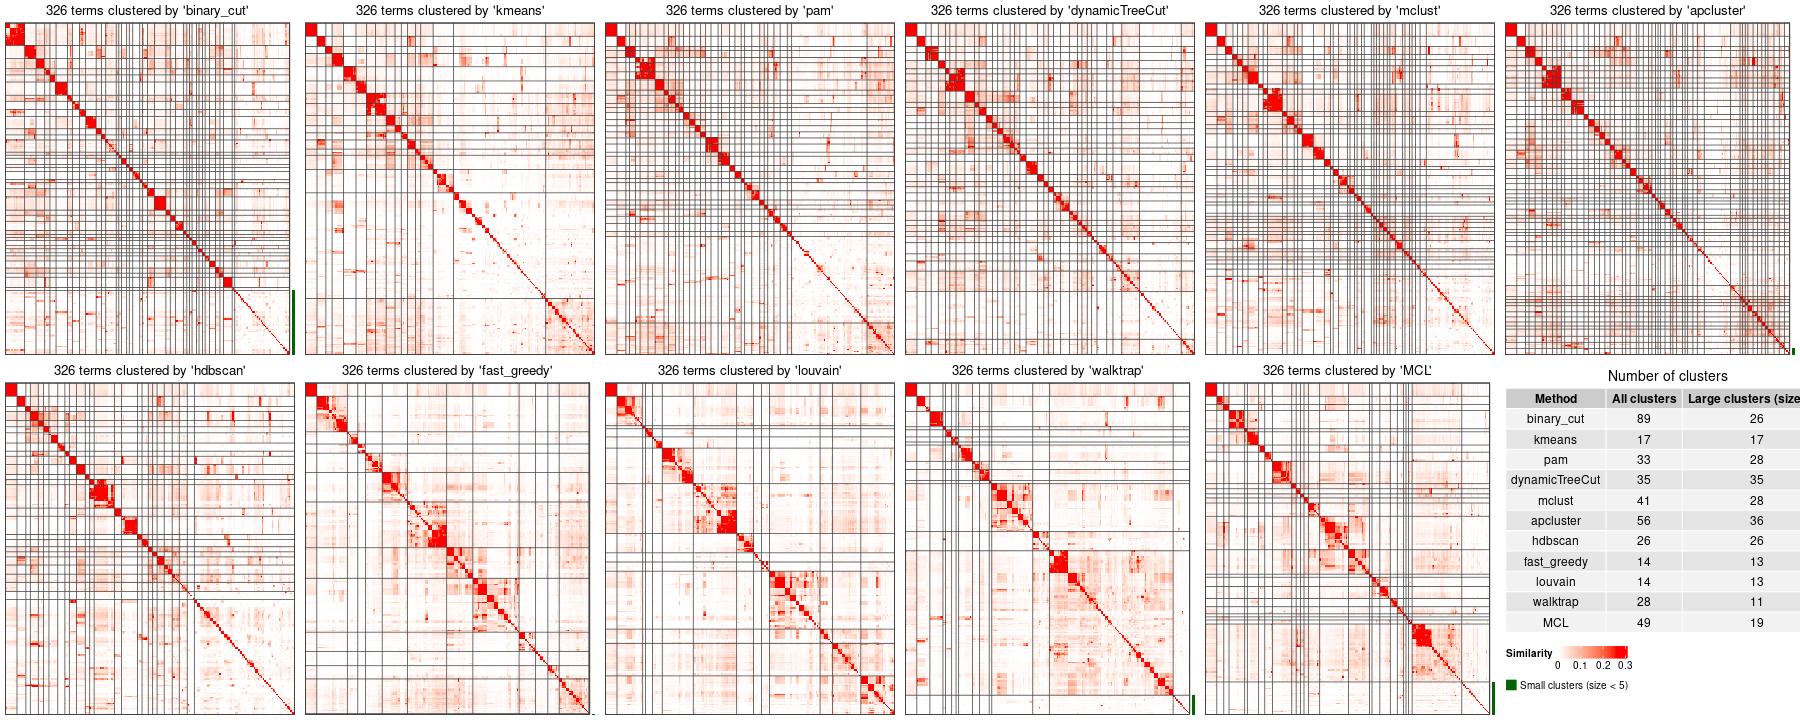 326 terms clustered by 'binary_cut'
326 terms clustered by 'kmeans'
326 terms clustered by 'pam'
326 terms clustered by 'dynamicTreeCut'
326 terms clustered by 'mclust'
326 terms clustered by 'apcluster'
326 terms clustered by 'hdbscan'
326 terms clustered by 'fast_greedy'
326 terms clustered by 'louvain'
326 terms clustered by 'walktrap'
326 terms clustered by 'MCL'
Number of clusters
Method All clusters Large clusters (size
binary_cut 89 26
kmeans 17 17
pam 33 28
dynamicTreeCut 35 35
mclust 41 28
apcluster 56 36
hdbscan 26 26
fast_greedy 14 13
louvain 14 13
walktrap 28 11
MCL 49 19
Similarity
0 0.1 0.2 0.3
Small clusters (size < 5)